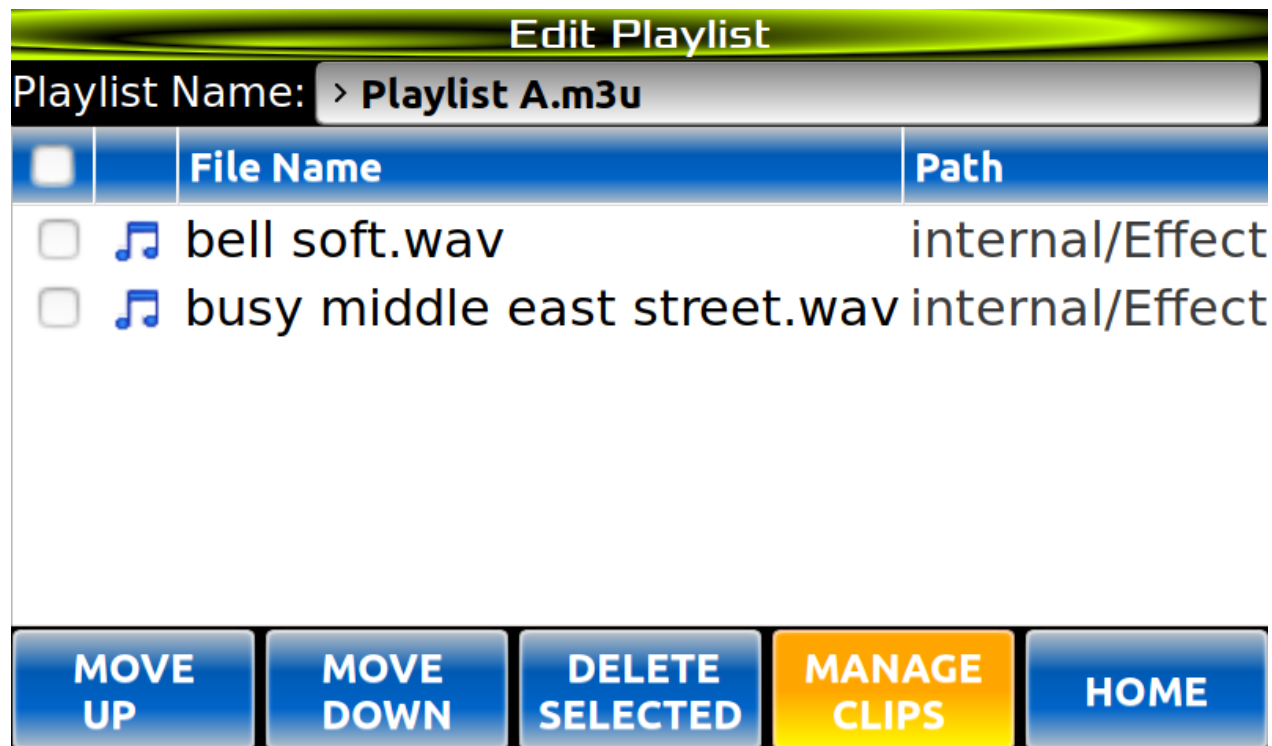 Edit Playlist
Playlist Name: › Playlist A.m3u
File Name Path
bell soft.wav internal/Effect
busy middle east street.wav internal/Effect
MOVE UP
MOVE DOWN
DELETE SELECTED
MANAGE CLIPS
HOME